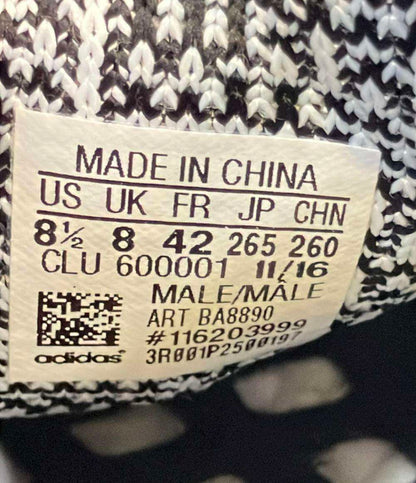 MADE IN CHINA
US UK FR JP CHN
8½ 8 42 265 260
CLU 600001 11/16
MALE/MÂLE
ART BA8890
#116203999
adidas 3R001P2500197